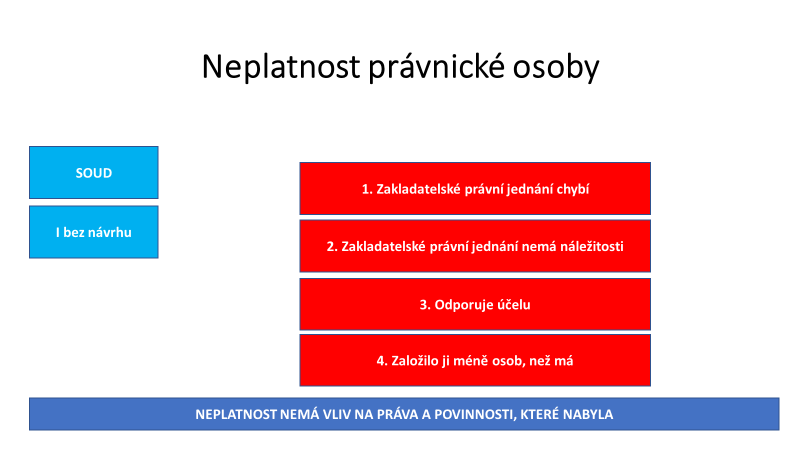 Neplatnost právnické osoby
SOUD
I bez návrhu
1. Zakladatelské právní jednání chybí
2. Zakladatelské právní jednání nemá náležitosti
3. Odporuje účelu
4. Založilo ji méně osob, než má
NEPLATNOST NEMÁ VLIV NA PRÁVA A POVINNOSTI, KTERÉ NABYLA